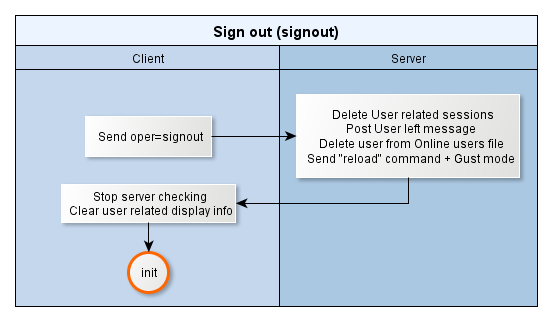 Sign out (signout)
Client
Server
Send oper=signout
Delete User related sessions
Post User left message
Delete user from Online users file
Send "reload" command + Gust mode
Stop server checking
Clear user related display info
init